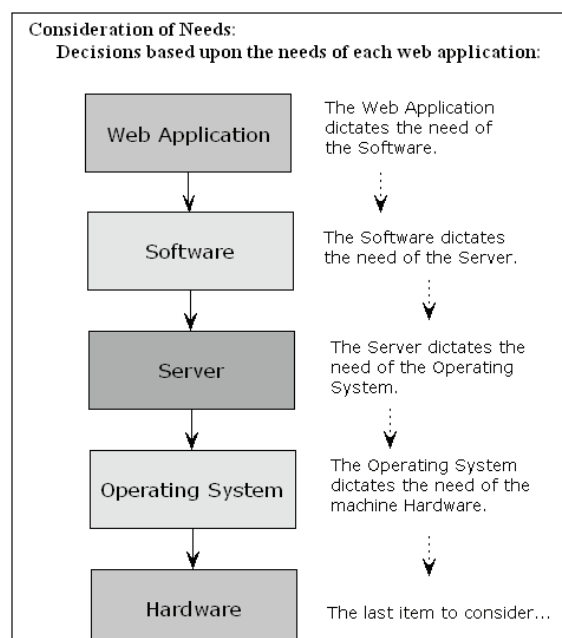 Consideration of Needs:
Decisions based upon the needs of each web application:
Web Application
The Web Application
dictates the need of
the Software.
Software
The Software dictates
the need of the Server.
Server
The Server dictates the
need of the Operating
System.
Operating System
The Operating System
dictates the need of the
machine Hardware.
Hardware
The last item to consider...